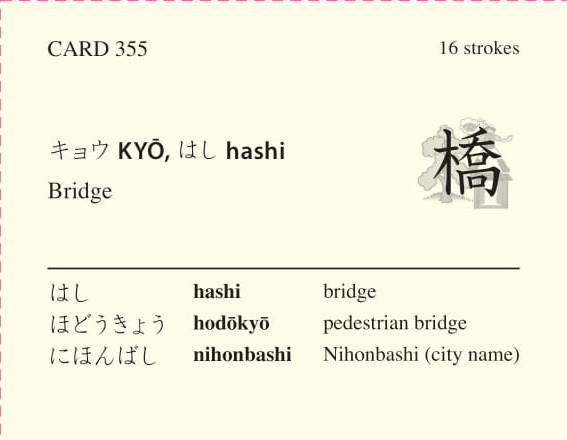 CARD 355 16 strokes
キョウ KYŌ, はし hashi
Bridge
橋
はし hashi bridge
ほどうきょう hodōkyō pedestrian bridge
にほんばし nihonbashi Nihonbashi (city name)